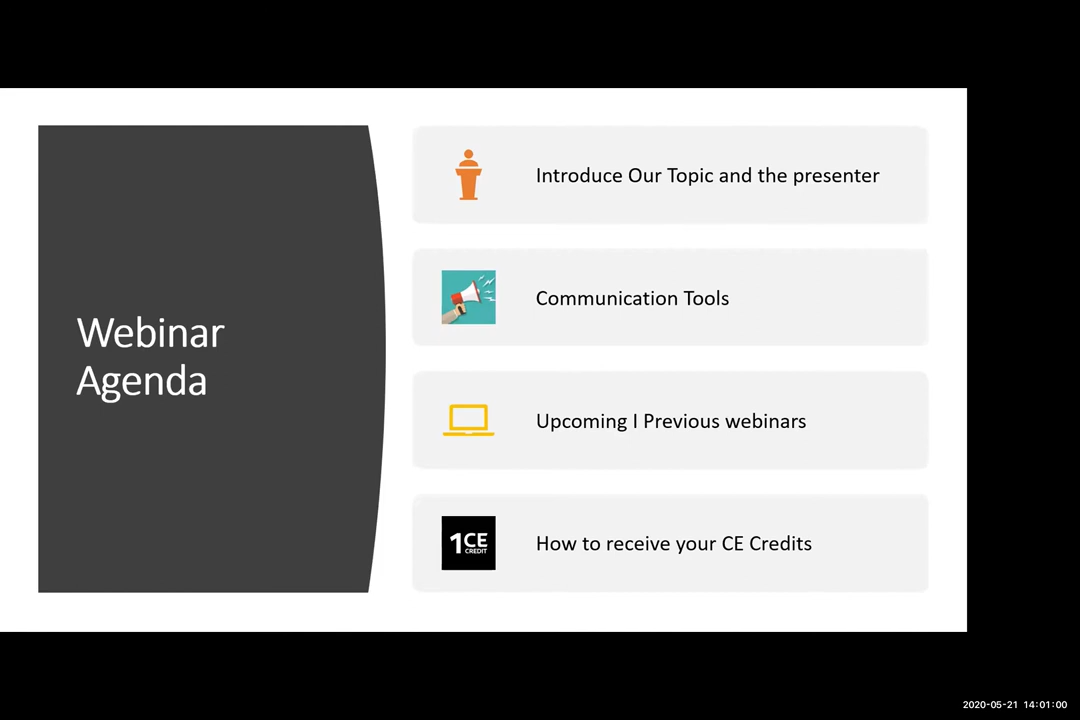 Webinar
Agenda
Introduce Our Topic and the presenter
Communication Tools
Upcoming I Previous webinars
1CE
CREDIT
How to receive your CE Credits
2020-05-21 14:01:00